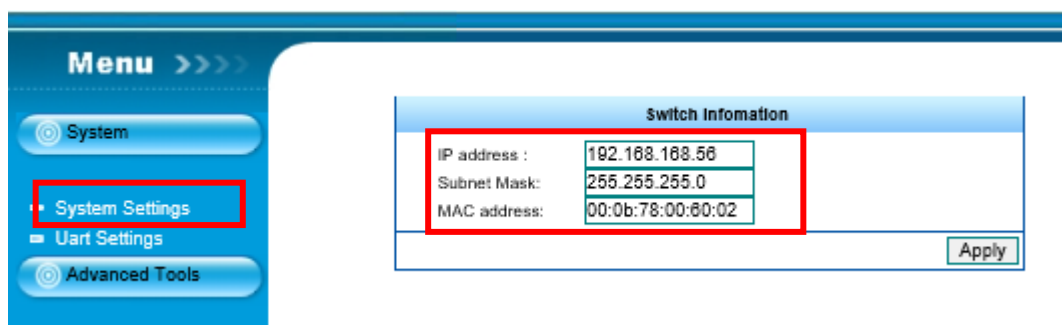 Menu >>>>
System
System Settings
Uart Settings
Advanced Tools
Switch Infomation
IP address : 192.168.168.56
Subnet Mask: 255.255.255.0
MAC address: 00:0b:78:00:60:02
Apply